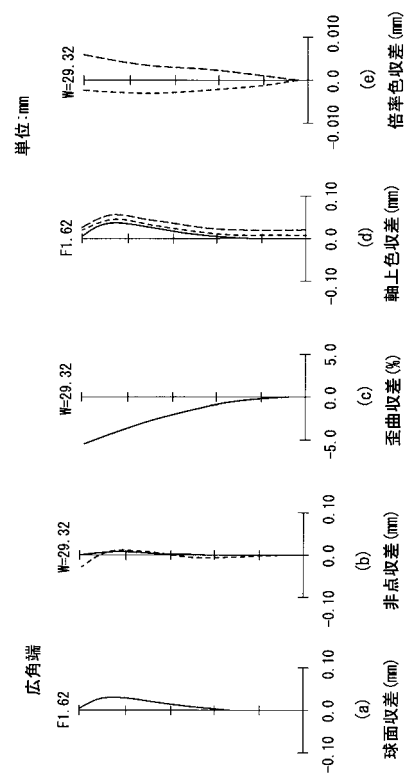 広角端
単位:mm
F1.62
-0.10 0.0 0.10
(a)
球面収差(mm)
W=29.32
-0.10 0.0 0.10
(b)
非点収差(mm)
W=29.32
-5.0 0.0 5.0
(c)
歪曲収差(%)
F1.62
-0.10 0.0 0.10
(d)
軸上色収差(mm)
W=29.32
-0.010 0.0 0.010
(e)
倍率色収差(mm)